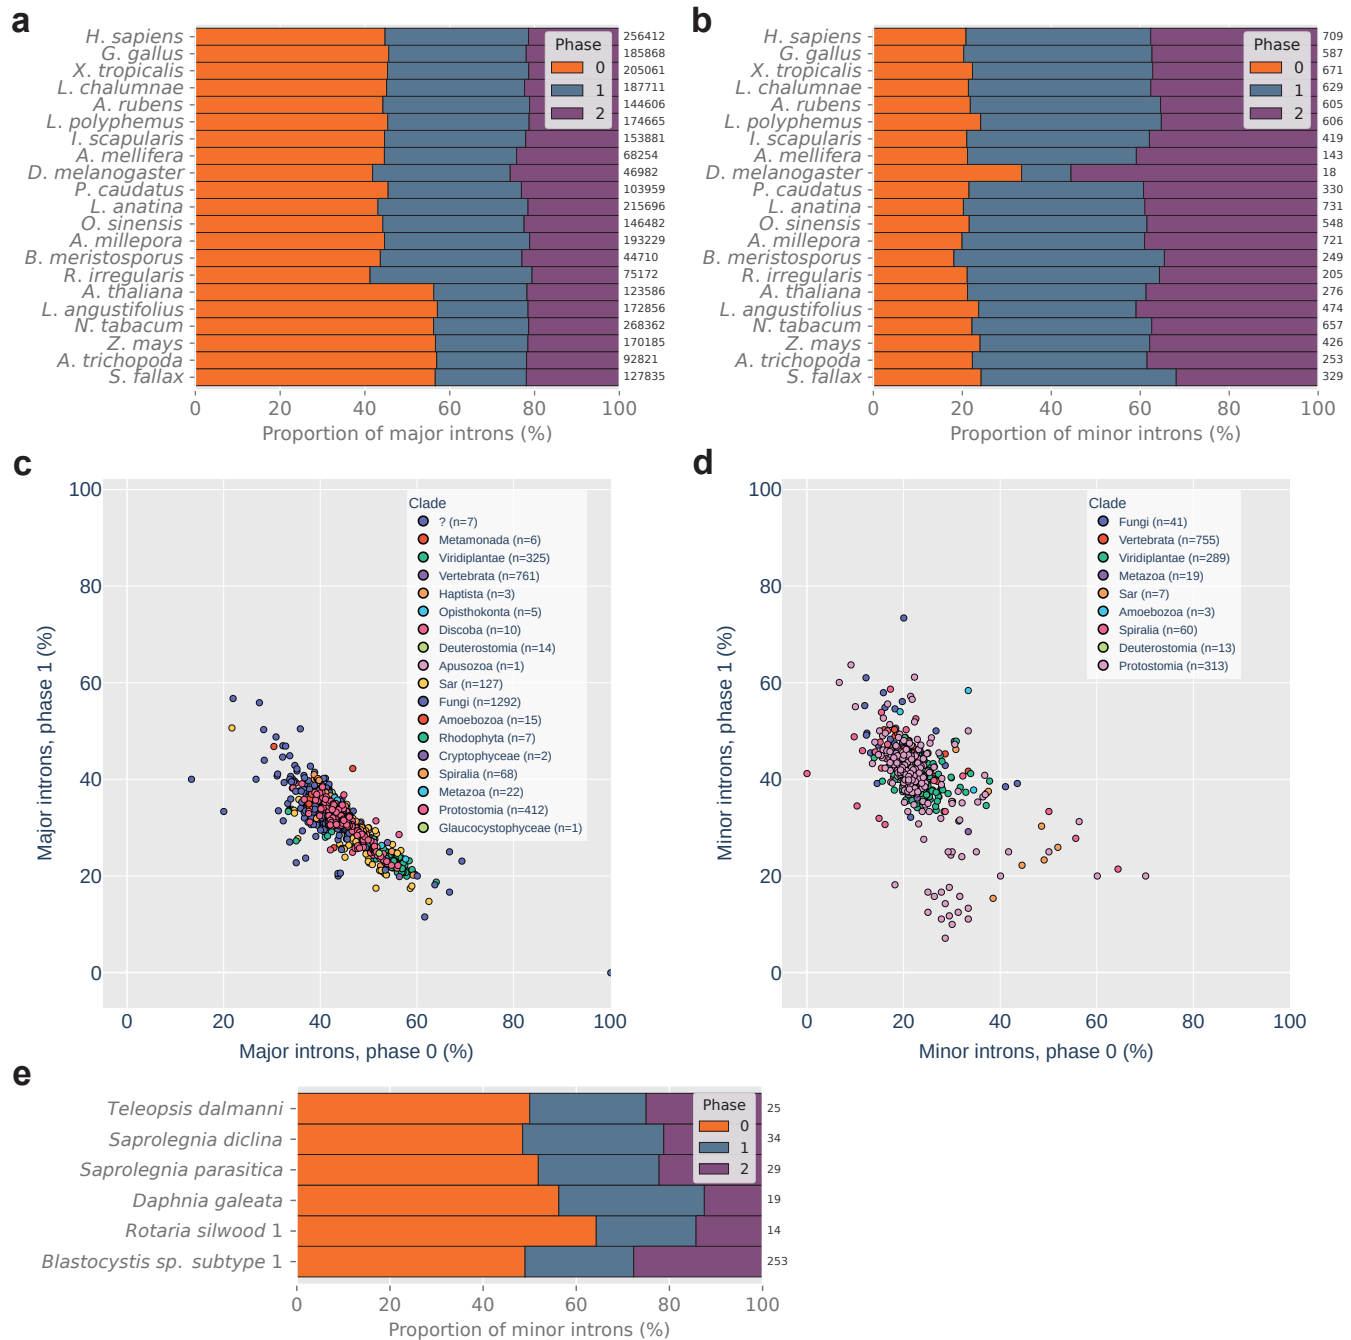 a
H. sapiens 256412
G. gallus 185868
X. tropicalis 205061
L. chalumnae 187711
A. rubens 144606
L. polyphemus 174665
I. scapularis 153881
A. mellifera 68254
D. melanogaster 46982
P. caudatus 103959
L. anatina 215696
O. sinensis 146482
A. millepora 193229
B. meristosporus 44710
R. irregularis 75172
A. thaliana 123586
L. angustifolius 172856
N. tabacum 268362
Z. mays 170185
A. trichopoda 92821
S. fallax 127835
Phase
0
1
2
0 20 40 60 80 100
Proportion of major introns (%)
b
H. sapiens 709
G. gallus 587
X. tropicalis 671
L. chalumnae 629
A. rubens 605
L. polyphemus 606
I. scapularis 419
A. mellifera 143
D. melanogaster 18
P. caudatus 330
L. anatina 731
O. sinensis 548
A. millepora 721
B. meristosporus 249
R. irregularis 205
A. thaliana 276
L. angustifolius 474
N. tabacum 657
Z. mays 426
A. trichopoda 253
S. fallax 329
Phase
0
1
2
0 20 40 60 80 100
Proportion of minor introns (%)
c
Major introns, phase 1 (%)
100
80
60
40
20
0
Clade
? (n=7)
Metamonada (n=6)
Viridiplantae (n=325)
Vertebrata (n=761)
Haptista (n=3)
Opisthokonta (n=5)
Discoba (n=10)
Deuterostomia (n=14)
Apusozoa (n=1)
Sar (n=127)
Fungi (n=1292)
Amoebozoa (n=15)
Rhodophyta (n=7)
Cryptophyceae (n=2)
Spiralia (n=68)
Metazoa (n=22)
Protostomia (n=412)
Glaucocystophyceae (n=1)
0 20 40 60 80 100
Major introns, phase 0 (%)
d
Minor introns, phase 1 (%)
100
80
60
40
20
0
Clade
Fungi (n=41)
Vertebrata (n=755)
Viridiplantae (n=289)
Metazoa (n=19)
Sar (n=7)
Amoebozoa (n=3)
Spiralia (n=60)
Deuterostomia (n=13)
Protostomia (n=313)
0 20 40 60 80 100
Minor introns, phase 0 (%)
e
Teleopsis dalmanni 25
Saprolegnia diclina 34
Saprolegnia parasitica 29
Daphnia galeata 19
Rotaria silwood 1 14
Blastocystis sp. subtype 1 253
Phase
0
1
2
0 20 40 60 80 100
Proportion of minor introns (%)